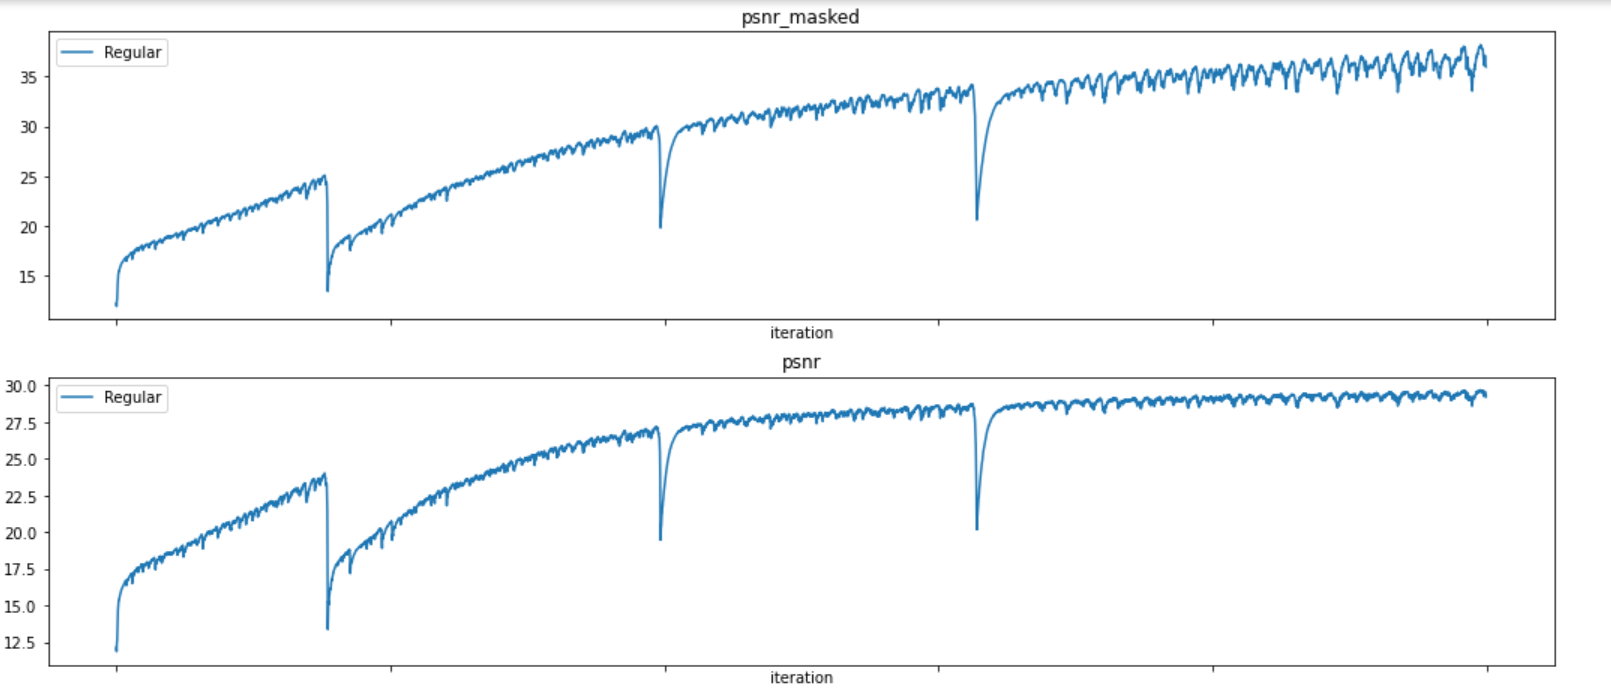 psnr_masked
Regular
35
30
25
20
15
iteration
psnr
Regular
30.0
27.5
25.0
22.5
20.0
17.5
15.0
12.5
iteration